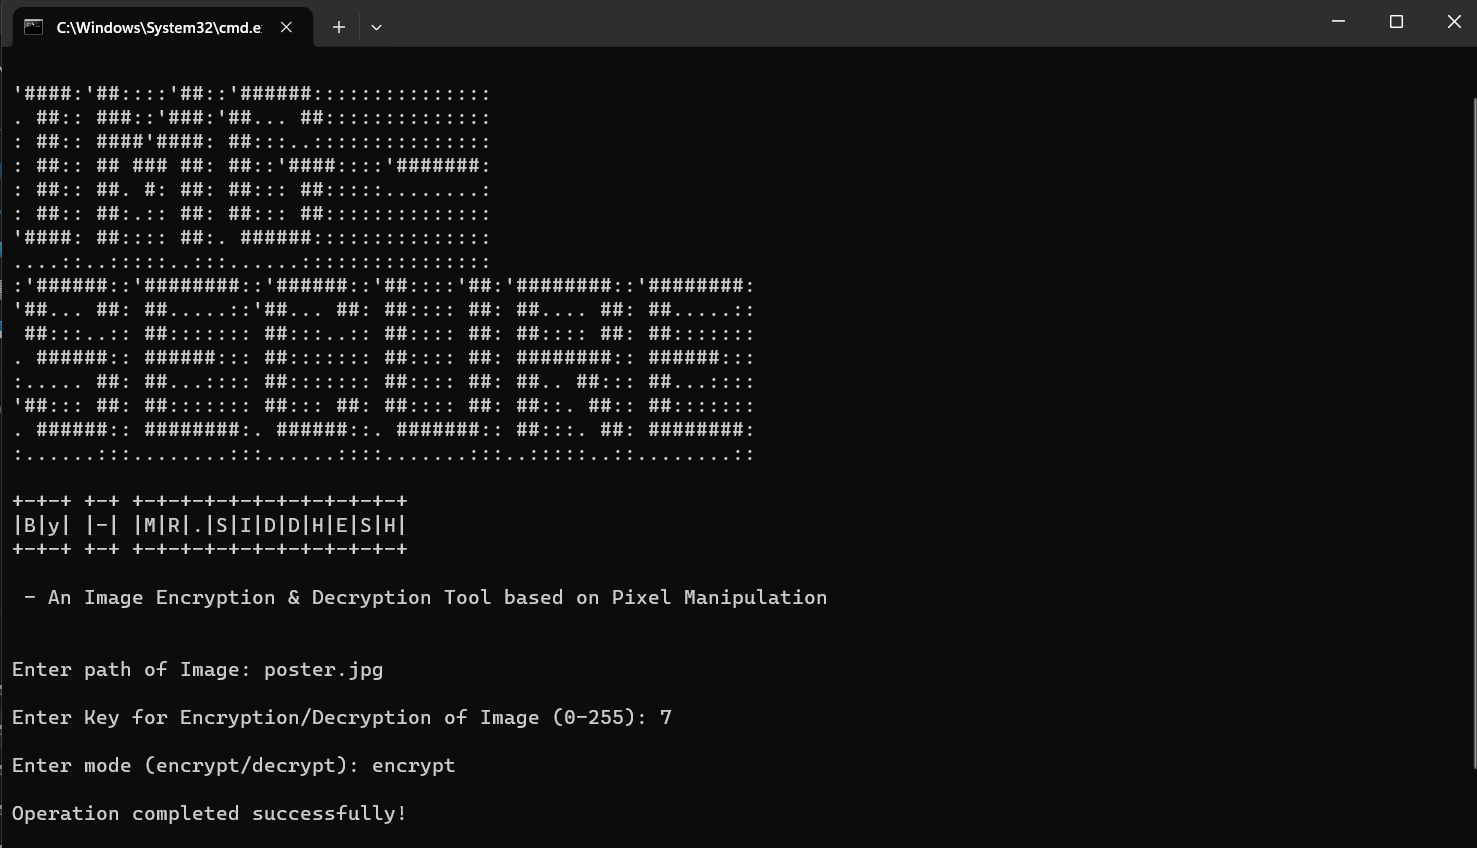 C:\Windows\System32\cmd.e
'####:'##::::'##::'######:::::::::::::::
. ##:: ###::'###:'##... ##::::::::::::::
: ##:: ####'####: ##:::..:::::::::::::::
: ##:: ## ### ##: ##::'####::::'#######:
: ##:: ##. #: ##: ##::: ##:::::........:
: ##:: ##:.:: ##: ##::: ##::::::::::::::
'####: ##:::: ##:. ######:::::::::::::::
....::..:::::..:::......::::::::::::::::
:'######::'########::'######::'##::::'##:'########::'########:
'##... ##: ##.....::'##... ##: ##:::: ##: ##.... ##: ##.....::
 ##:::..:: ##::::::: ##:::..:: ##:::: ##: ##:::: ##: ##:::::::
. ######:: ######::: ##::::::: ##:::: ##: ########:: ######:::
:..... ##: ##...:::: ##::::::: ##:::: ##: ##.. ##::: ##...::::
'##::: ##: ##::::::: ##::: ##: ##:::: ##: ##::. ##:: ##:::::::
. ######:: ########:. ######::. #######:: ##:::. ##: ########:
:......:::........:::......::::.......:::..:::::..::........::
+-+-+ +-+ +-+-+-+-+-+-+-+-+-+-+-+
|B|y| |-| |M|R|.|S|I|D|D|H|E|S|H|
+-+-+ +-+ +-+-+-+-+-+-+-+-+-+-+-+
 - An Image Encryption & Decryption Tool based on Pixel Manipulation
Enter path of Image: poster.jpg
Enter Key for Encryption/Decryption of Image (0-255): 7
Enter mode (encrypt/decrypt): encrypt
Operation completed successfully!